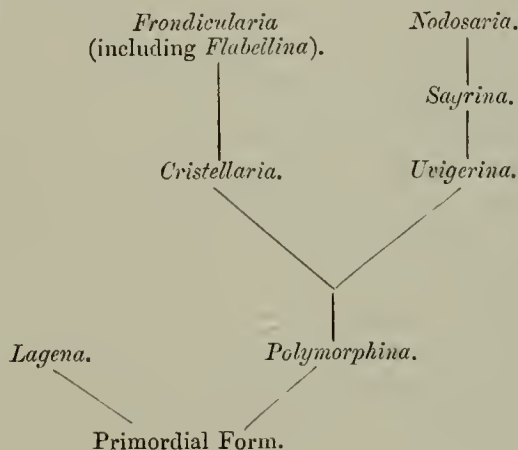 Frondicularia
(including Flabellina).
Nodosaria.
Sagrina.
Cristellaria.
Uvigerina.
Lagena.
Polymorphina.
Primordial Form.